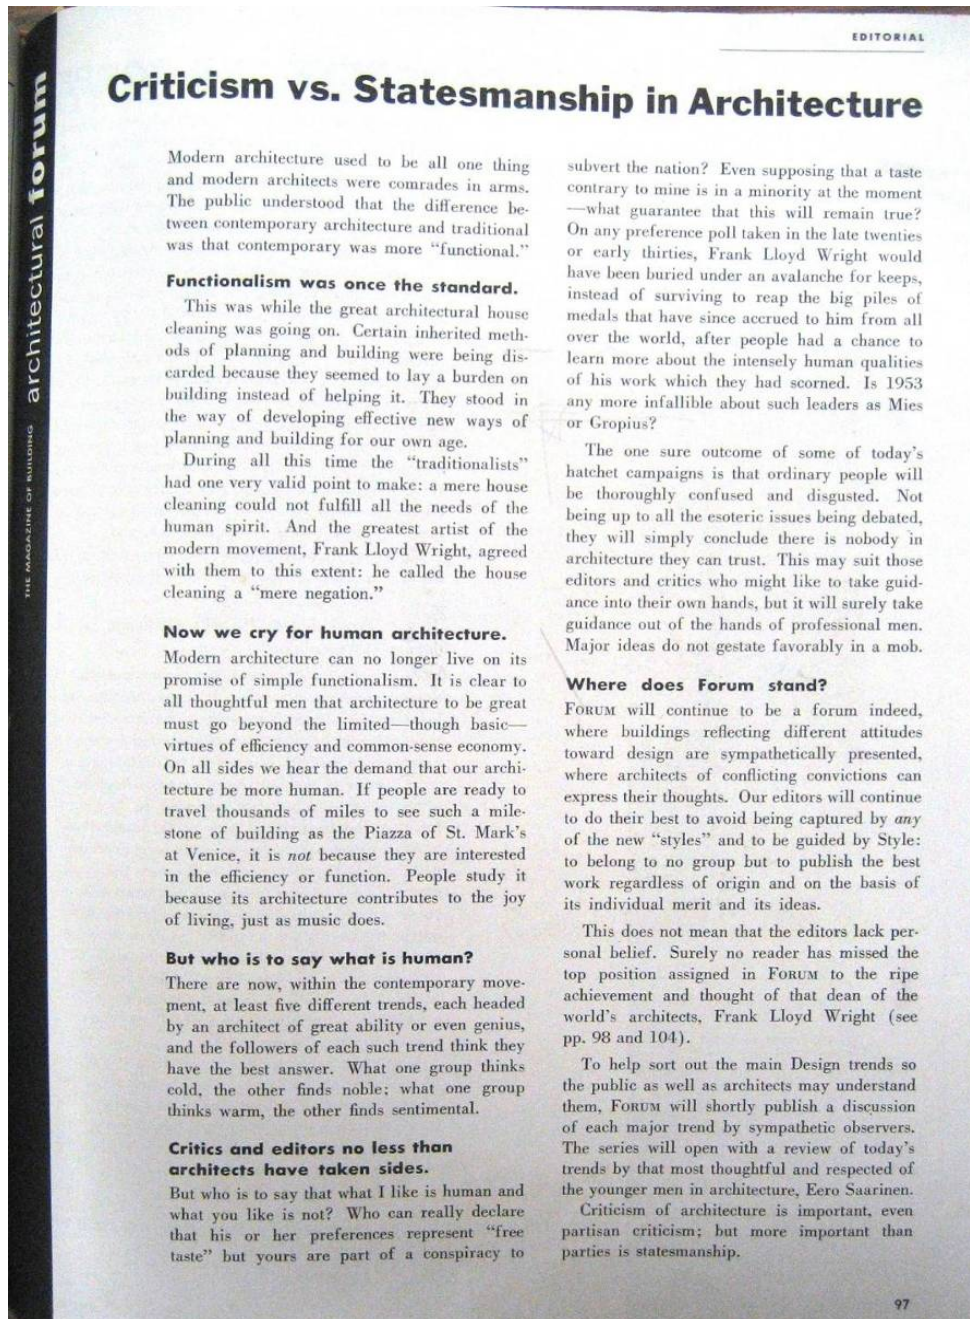 EDITORIAL
Criticism vs. Statesmanship in Architecture
THE MAGAZINE OF BUILDING architectural forum
Modern architecture used to be all one thing
and modern architects were comrades in arms.
The public understood that the difference be-
tween contemporary architecture and traditional
was that contemporary was more “functional.”
Functionalism was once the standard.
This was while the great architectural house
cleaning was going on. Certain inherited meth-
ods of planning and building were being dis-
carded because they seemed to lay a burden on
building instead of helping it. They stood in
the way of developing effective new ways of
planning and building for our own age.
During all this time the “traditionalists”
had one very valid point to make: a mere house
cleaning could not fulfill all the needs of the
human spirit. And the greatest artist of the
modern movement, Frank Lloyd Wright, agreed
with them to this extent: he called the house
cleaning a “mere negation.”
Now we cry for human architecture.
Modern architecture can no longer live on its
promise of simple functionalism. It is clear to
all thoughtful men that architecture to be great
must go beyond the limited—though basic—
virtues of efficiency and common-sense economy.
On all sides we hear the demand that our archi-
tecture be more human. If people are ready to
travel thousands of miles to see such a mile-
stone of building as the Piazza of St. Mark’s
at Venice, it is not because they are interested
in the efficiency or function. People study it
because its architecture contributes to the joy
of living, just as music does.
But who is to say what is human?
There are now, within the contemporary move-
ment, at least five different trends, each headed
by an architect of great ability or even genius,
and the followers of each such trend think they
have the best answer. What one group thinks
cold, the other finds noble; what one group
thinks warm, the other finds sentimental.
Critics and editors no less than
architects have taken sides.
But who is to say that what I like is human and
what you like is not? Who can really declare
that his or her preferences represent “free
taste” but yours are part of a conspiracy to
subvert the nation? Even supposing that a taste
contrary to mine is in a minority at the moment
—what guarantee that this will remain true?
On any preference poll taken in the late twenties
or early thirties, Frank Lloyd Wright would
have been buried under an avalanche for keeps,
instead of surviving to reap the big piles of
medals that have since accrued to him from all
over the world, after people had a chance to
learn more about the intensely human qualities
of his work which they had scorned. Is 1953
any more infallible about such leaders as Mies
or Gropius?
The one sure outcome of some of today’s
hatchet campaigns is that ordinary people will
be thoroughly confused and disgusted. Not
being up to all the esoteric issues being debated,
they will simply conclude there is nobody in
architecture they can trust. This may suit those
editors and critics who might like to take guid-
ance into their own hands, but it will surely take
guidance out of the hands of professional men.
Major ideas do not gestate favorably in a mob.
Where does Forum stand?
FORUM will continue to be a forum indeed,
where buildings reflecting different attitudes
toward design are sympathetically presented,
where architects of conflicting convictions can
express their thoughts. Our editors will continue
to do their best to avoid being captured by any
of the new “styles” and to be guided by Style:
to belong to no group but to publish the best
work regardless of origin and on the basis of
its individual merit and its ideas.
This does not mean that the editors lack per-
sonal belief. Surely no reader has missed the
top position assigned in FORUM to the ripe
achievement and thought of that dean of the
world’s architects, Frank Lloyd Wright (see
pp. 98 and 104).
To help sort out the main Design trends so
the public as well as architects may understand
them, FORUM will shortly publish a discussion
of each major trend by sympathetic observers.
The series will open with a review of today’s
trends by that most thoughtful and respected of
the younger men in architecture, Eero Saarinen.
Criticism of architecture is important, even
partisan criticism; but more important than
parties is statesmanship.
97